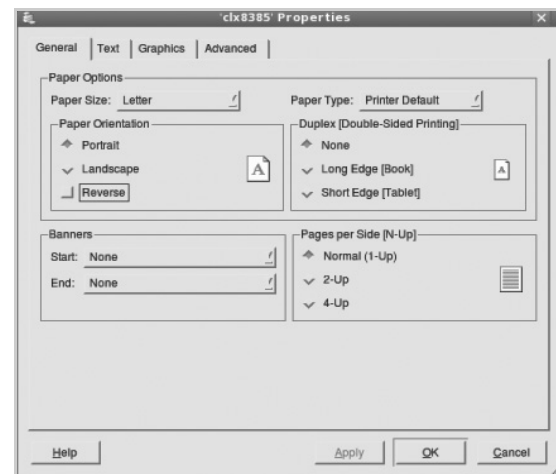 'clx8385' Properties
General Text Graphics Advanced
Paper Options
Paper Size: Letter
Paper Type: Printer Default
Paper Orientation
Portrait
Landscape
Reverse
A
Duplex [Double-Sided Printing]
None
Long Edge [Book]
Short Edge [Tablet]
A
Banners
Start: None
End: None
Pages per Side [N-Up]
Normal (1-Up)
2-Up
4-Up
Help Apply OK Cancel